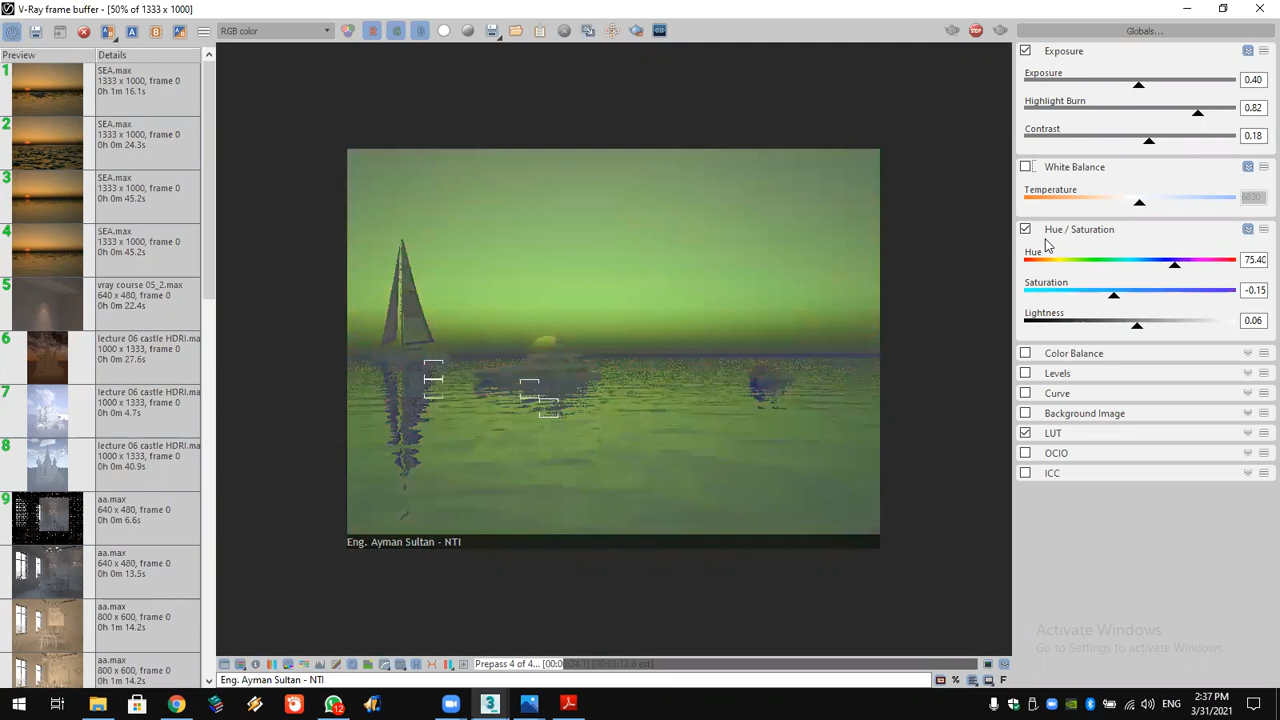 V-Ray frame buffer - [50% of 1333 x 1000]
RGB color
Globals...
Preview
Details
1
SEA.max
1333 x 1000, frame 0
0h 1m 16.1s
2
SEA.max
1333 x 1000, frame 0
0h 0m 24.3s
3
SEA.max
1333 x 1000, frame 0
0h 0m 45.2s
4
SEA.max
1333 x 1000, frame 0
0h 0m 45.2s
5
vray course 05_2.max
640 x 480, frame 0
0h 0m 22.4s
6
lecture 06 castle HDRI.ma
1000 x 1333, frame 0
0h 0m 27.6s
7
lecture 06 castle HDRI.ma
1000 x 1333, frame 0
0h 0m 4.7s
8
lecture 06 castle HDRI.ma
1000 x 1333, frame 0
0h 0m 40.9s
9
aa.max
640 x 480, frame 0
0h 0m 6.6s
aa.max
640 x 480, frame 0
0h 0m 13.5s
aa.max
800 x 600, frame 0
0h 1m 14.2s
aa.max
800 x 600, frame 0
0h 1m 14.2s
Eng. Ayman Sultan - NTI
Exposure
Exposure
0.40
Highlight Burn
0.82
Contrast
0.18
White Balance
Temperature
6830
Hue / Saturation
Hue
75.40
Saturation
-0.15
Lightness
0.06
Color Balance
Levels
Curve
Background Image
LUT
OCIO
ICC
Activate Windows
Go to Settings to activate Windows.
Prepass 4 of 4...
Eng. Ayman Sultan - NTI
% F
12
3
2:37 PM
3/31/2021